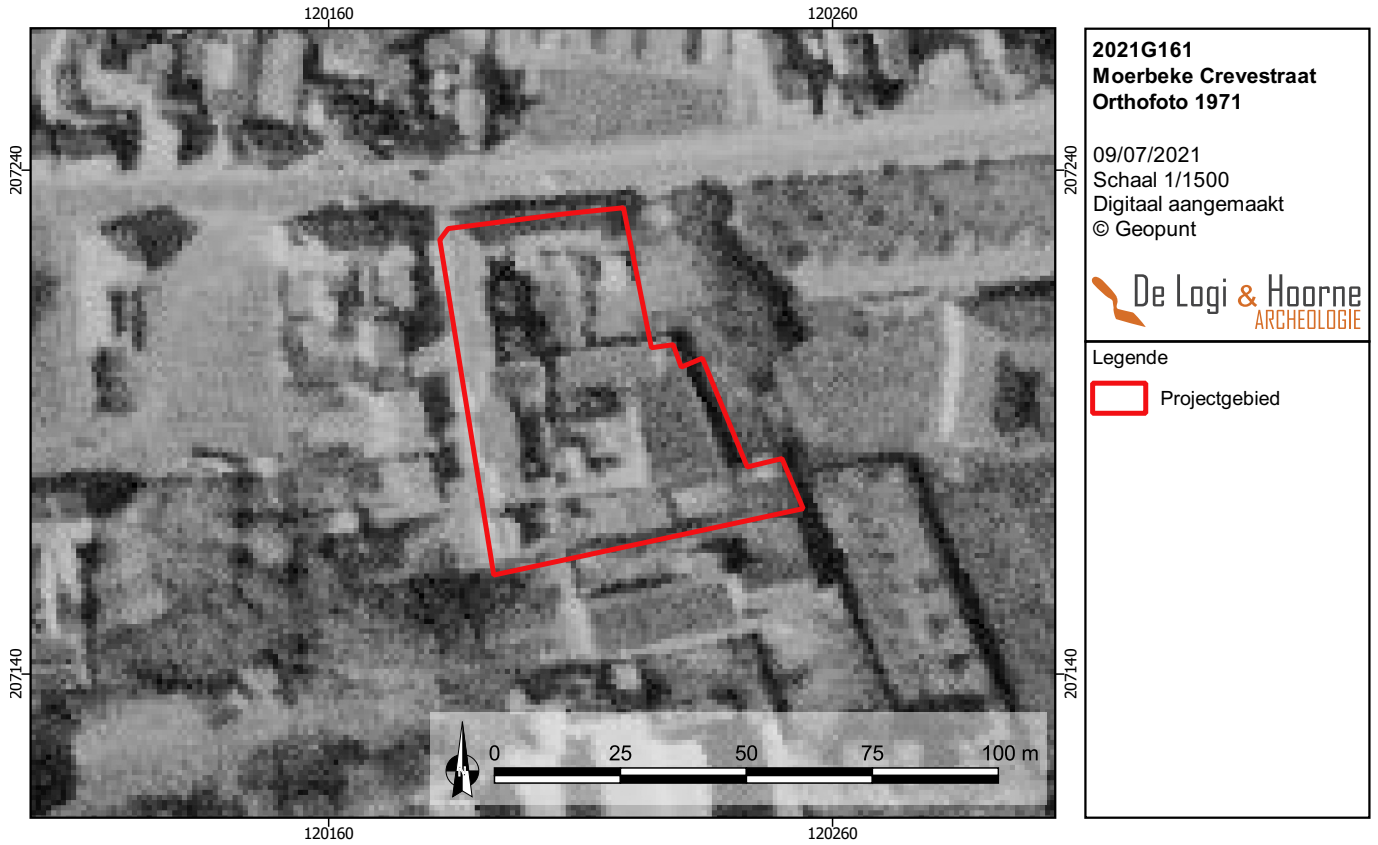 120160 120260
207240 207240
207140 207140
0 25 50 75 100 m
120160 120260
2021G161
Moerbeke Crevestraat
Orthofoto 1971
09/07/2021
Schaal 1/1500
Digitaal aangemaakt
© Geopunt
De Logi & Hoorne
ARCHEOLOGIE
Legende
Projectgebied